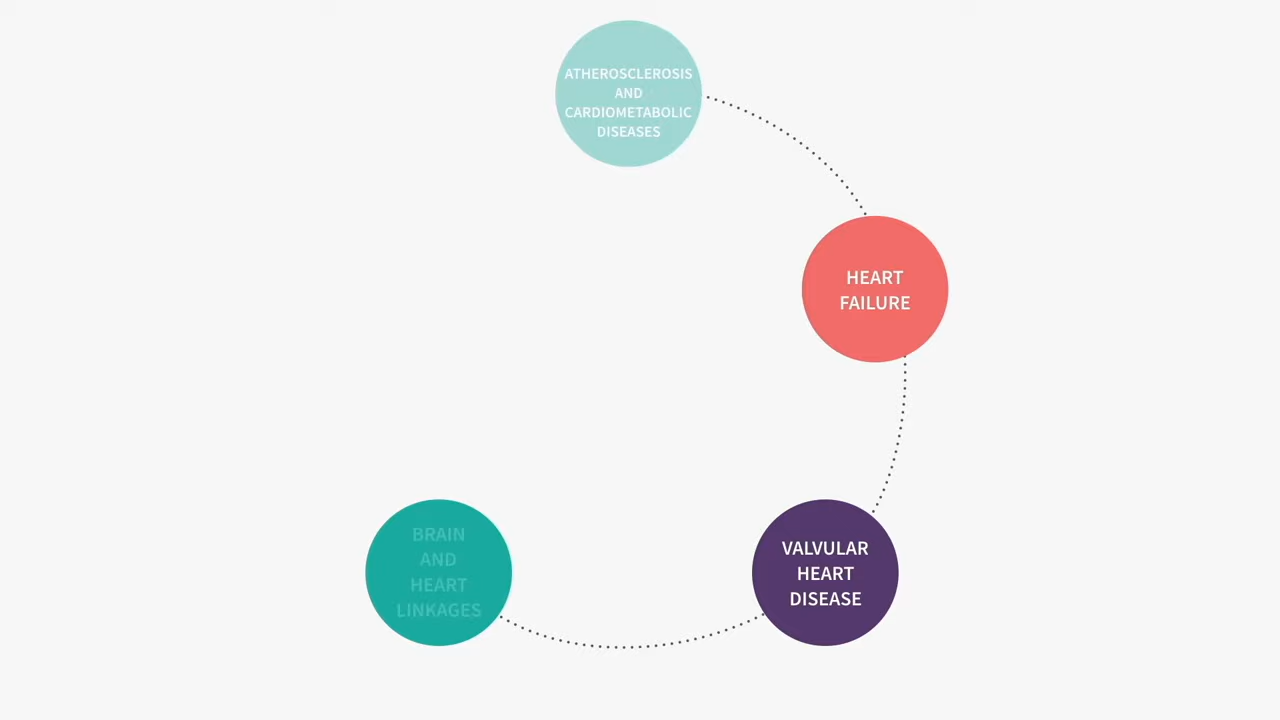 ATHEROSCLEROSIS
AND
CARDIOMETABOLIC
DISEASES
HEART
FAILURE
VALVULAR
HEART
DISEASE
BRAIN
AND
HEART
LINKAGES